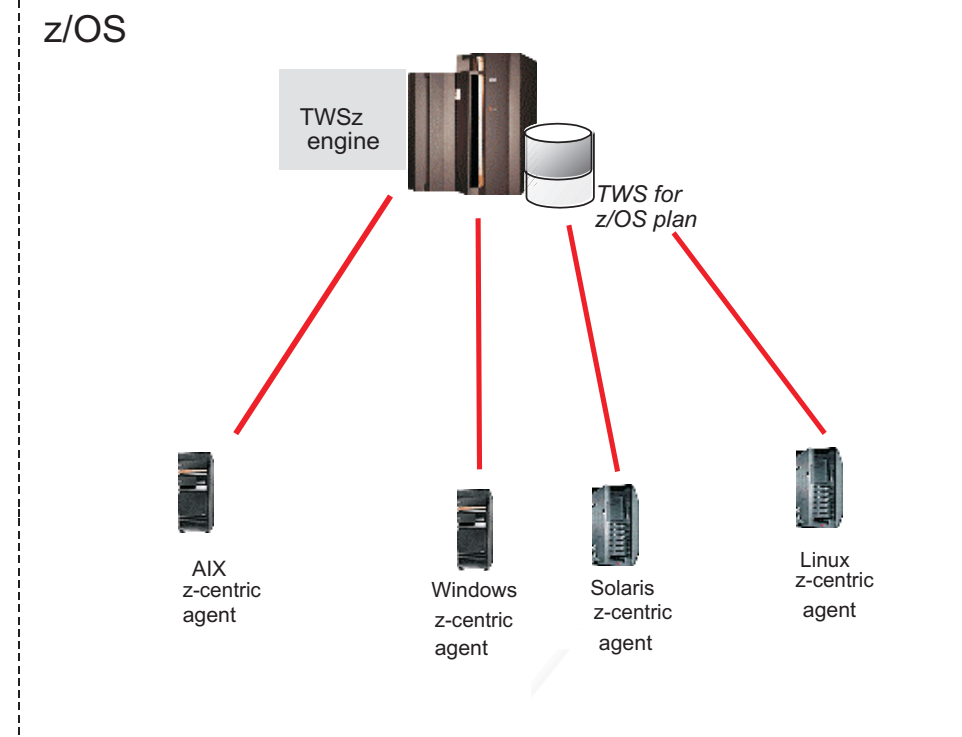 z/OS
TWSz
engine
TWS for
z/OS plan
AIX
z-centric
agent
Windows
z-centric
agent
Solaris
z-centric
agent
Linux
z-centric
agent